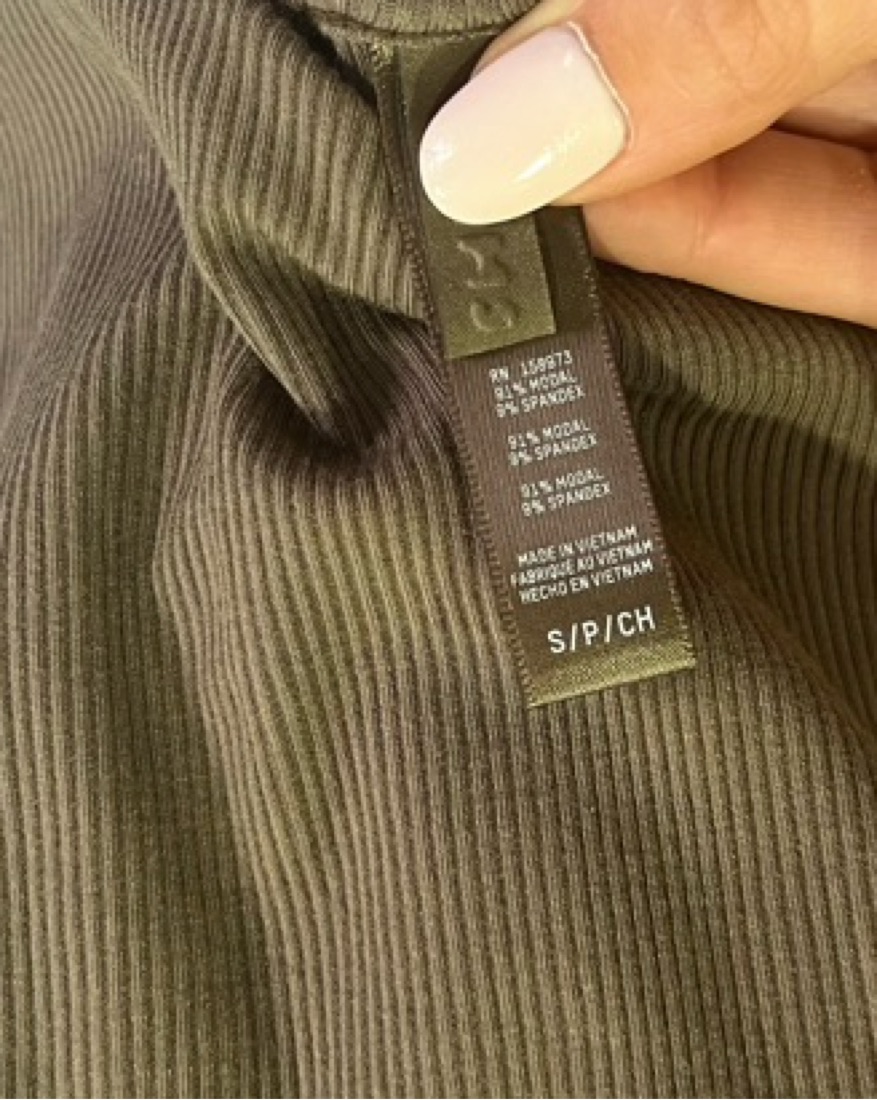 RN 158973
91% MODAL
9% SPANDEX
91% MODAL
9% SPANDEX
91% MODAL
9% SPANDEX
MADE IN VIETNAM
FABRIQUE AU VIETNAM
HECHO EN VIETNAM
S/P/CH